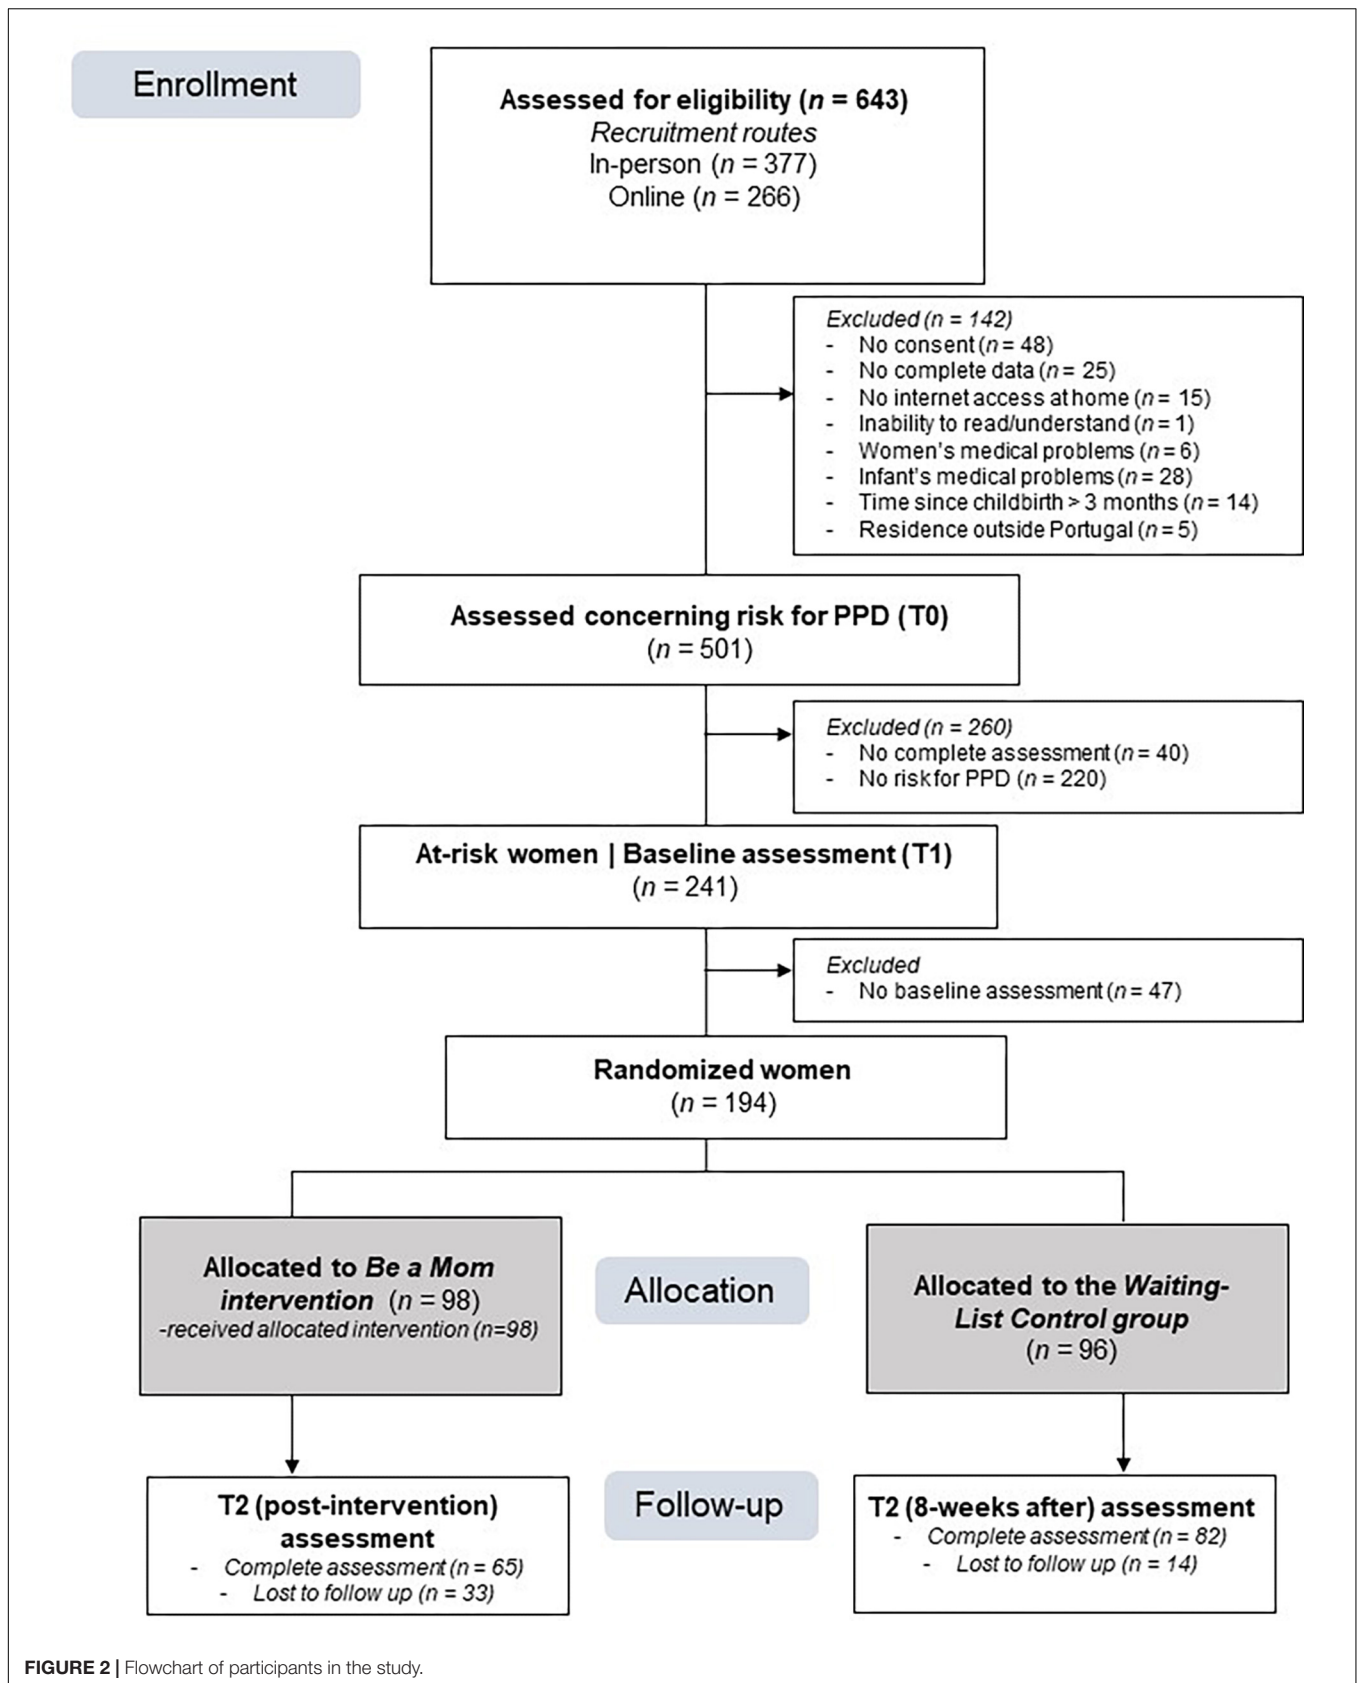 Enrollment
Assessed for eligibility (n = 643)
Recruitment routes
In-person (n = 377)
Online (n = 266)
Excluded (n = 142)
- No consent (n = 48)
- No complete data (n = 25)
- No internet access at home (n = 15)
- Inability to read/understand (n = 1)
- Women's medical problems (n = 6)
- Infant's medical problems (n = 28)
- Time since childbirth > 3 months (n = 14)
- Residence outside Portugal (n = 5)
Assessed concerning risk for PPD (T0)
(n = 501)
Excluded (n = 260)
- No complete assessment (n = 40)
- No risk for PPD (n = 220)
At-risk women | Baseline assessment (T1)
(n = 241)
Excluded
- No baseline assessment (n = 47)
Randomized women
(n = 194)
Allocated to Be a Mom
intervention (n = 98)
-received allocated intervention (n=98)
Allocation
Allocated to the Waiting-
List Control group
(n = 96)
T2 (post-intervention)
assessment
- Complete assessment (n = 65)
- Lost to follow up (n = 33)
Follow-up
T2 (8-weeks after) assessment
- Complete assessment (n = 82)
- Lost to follow up (n = 14)
FIGURE 2 | Flowchart of participants in the study.